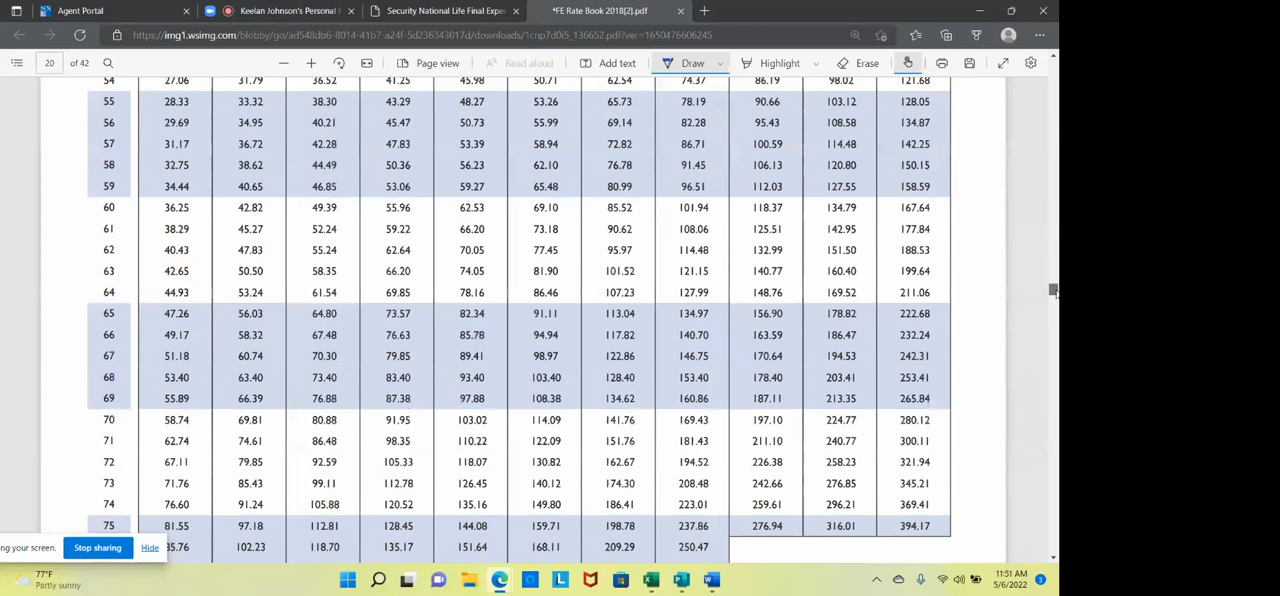 Agent Portal
Keelan Johnson's Personal
Security National Life Final Expe
*FE Rate Book 2018[2].pdf
https://img1.wsimg.com/blobby/go/ad548db6-8014-41b7-a24f-5d236343017d/downloads/1cnp7d0i5_136652.pdf?ver=1650476606245
20 of 42
Page view
Read aloud
Add text
Draw
Highlight
Erase
54 27.06 31.79 36.52 41.25 45.98 50.71 62.54 74.37 86.19 98.02 121.68
55 28.33 33.32 38.30 43.29 48.27 53.26 65.73 78.19 90.66 103.12 128.05
56 29.69 34.95 40.21 45.47 50.73 55.99 69.14 82.28 95.43 108.58 134.87
57 31.17 36.72 42.28 47.83 53.39 58.94 72.82 86.71 100.59 114.48 142.25
58 32.75 38.62 44.49 50.36 56.23 62.10 76.78 91.45 106.13 120.80 150.15
59 34.44 40.65 46.85 53.06 59.27 65.48 80.99 96.51 112.03 127.55 158.59
60 36.25 42.82 49.39 55.96 62.53 69.10 85.52 101.94 118.37 134.79 167.64
61 38.29 45.27 52.24 59.22 66.20 73.18 90.62 108.06 125.51 142.95 177.84
62 40.43 47.83 55.24 62.64 70.05 77.45 95.97 114.48 132.99 151.50 188.53
63 42.65 50.50 58.35 66.20 74.05 81.90 101.52 121.15 140.77 160.40 199.64
64 44.93 53.24 61.54 69.85 78.16 86.46 107.23 127.99 148.76 169.52 211.06
65 47.26 56.03 64.80 73.57 82.34 91.11 113.04 134.97 156.90 178.82 222.68
66 49.17 58.32 67.48 76.63 85.78 94.94 117.82 140.70 163.59 186.47 232.24
67 51.18 60.74 70.30 79.85 89.41 98.97 122.86 146.75 170.64 194.53 242.31
68 53.40 63.40 73.40 83.40 93.40 103.40 128.40 153.40 178.40 203.41 253.41
69 55.89 66.39 76.88 87.38 97.88 108.38 134.62 160.86 187.11 213.35 265.84
70 58.74 69.81 80.88 91.95 103.02 114.09 141.76 169.43 197.10 224.77 280.12
71 62.74 74.61 86.48 98.35 110.22 122.09 151.76 181.43 211.10 240.77 300.11
72 67.11 79.85 92.59 105.33 118.07 130.82 162.67 194.52 226.38 258.23 321.94
73 71.76 85.43 99.11 112.78 126.45 140.12 174.30 208.48 242.66 276.85 345.21
74 76.60 91.24 105.88 120.52 135.16 149.80 186.41 223.01 259.61 296.21 369.41
75 81.55 97.18 112.81 128.45 144.08 159.71 198.78 237.86 276.94 316.01 394.17
102.23 118.70 135.17 151.64 168.11 209.29 250.47
ng your screen. Stop sharing Hide
77°F
Partly sunny
11:51 AM
5/6/2022
3